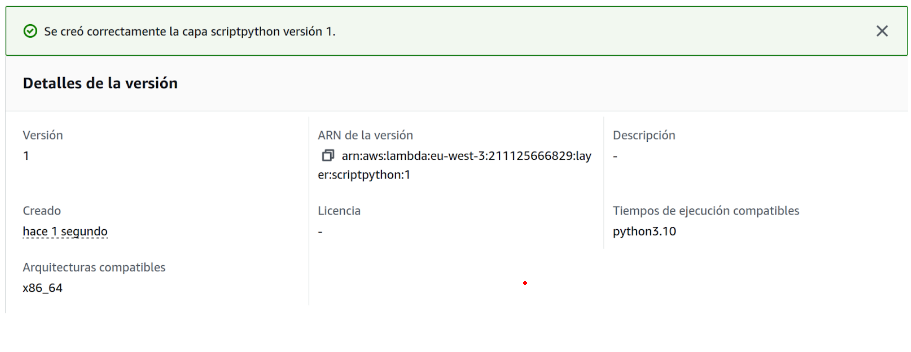 Se creó correctamente la capa scriptpython versión 1.
Detalles de la versión
Versión
1
ARN de la versión
arn:aws:lambda:eu-west-3:211125666829:lay
er:scriptpython:1
Descripción
-
Creado
hace 1 segundo
Licencia
-
Tiempos de ejecución compatibles
python3.10
Arquitecturas compatibles
x86_64